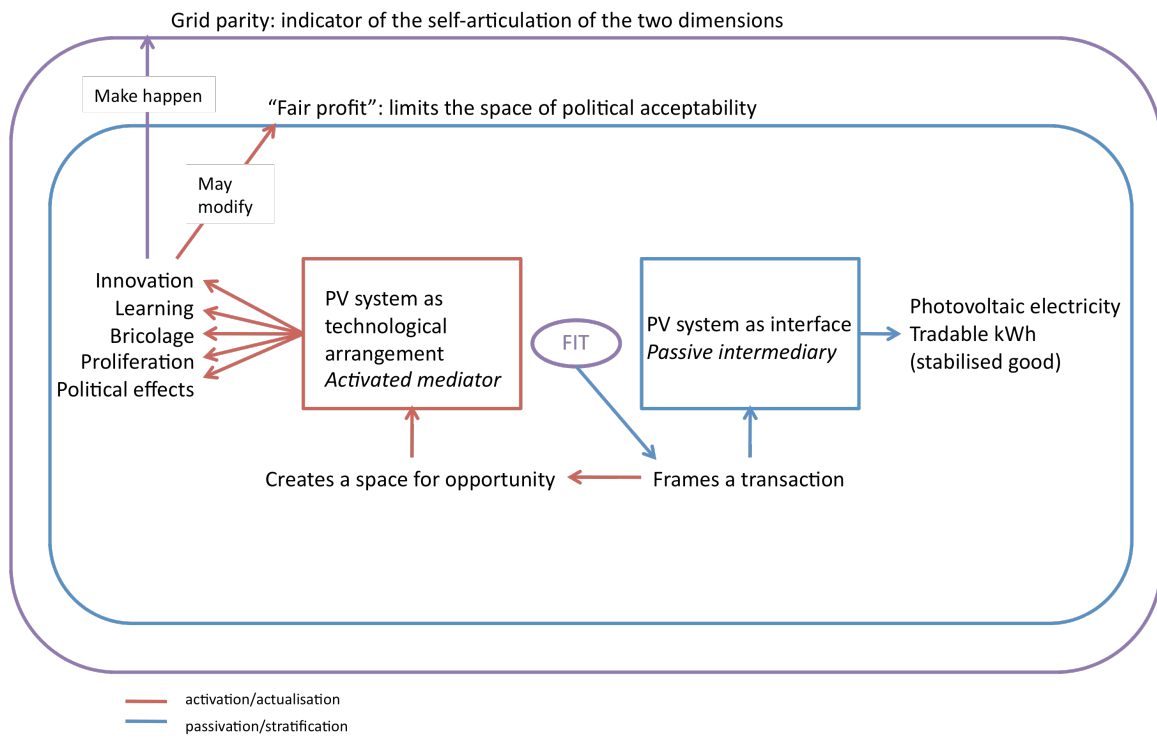 Grid parity: indicator of the self-articulation of the two dimensions
Make happen
“Fair profit”: limits the space of political acceptability
May
modify
Innovation
Learning
Bricolage
Proliferation
Political effects
PV system as
technological
arrangement
Activated mediator
FIT
PV system as interface
Passive intermediary
Photovoltaic electricity
Tradable kWh
(stabilised good)
Creates a space for opportunity
Frames a transaction
activation/actualisation
passivation/stratification